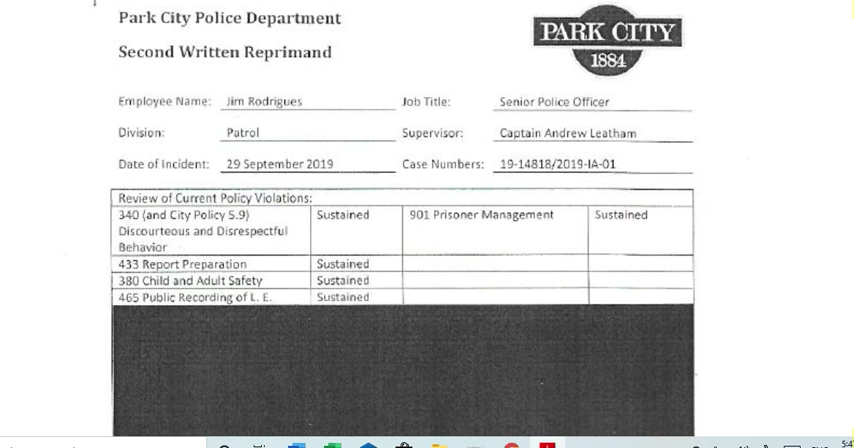 Park City Police Department
PARK CITY
1884
Second Written Reprimand
Employee Name: Jim Rodrigues Job Title: Senior Police Officer
Division: Patrol Supervisor: Captain Andrew Leatham
Date of Incident: 29 September 2019 Case Numbers: 19-14818/2019-IA-01
Review of Current Policy Violations:
340 (and City Policy 5.9) Sustained 901 Prisoner Management Sustained
Discourteous and Disrespectful
Behavior
433 Report Preparation Sustained
380 Child and Adult Safety Sustained
465 Public Recording of L. E. Sustained